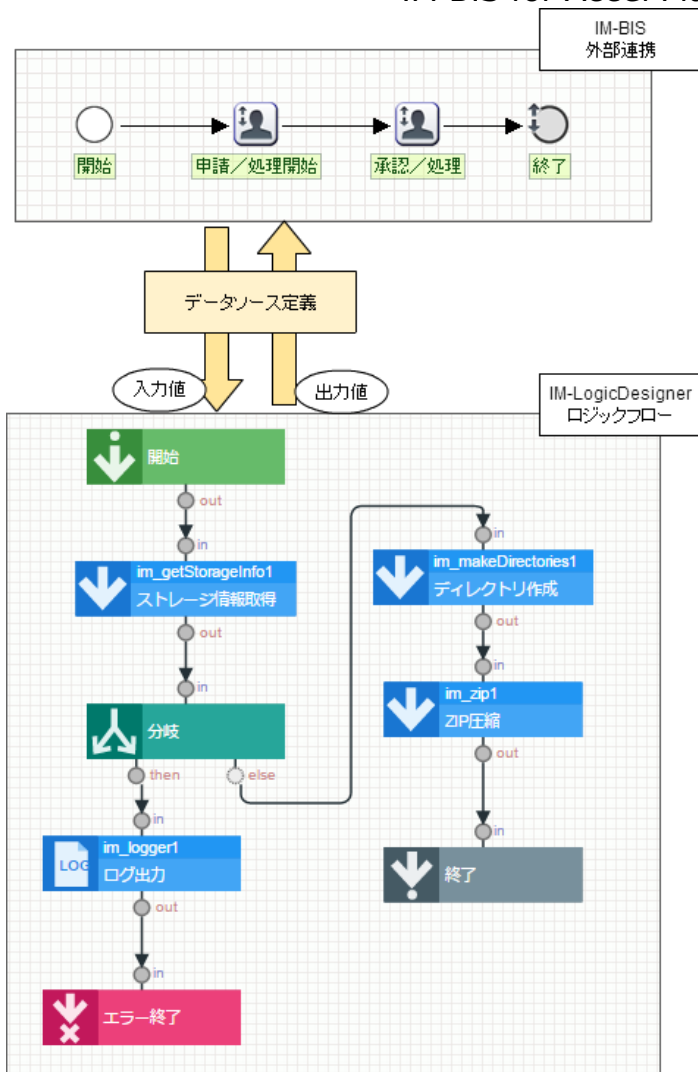 IM-BIS
外部連携
開始
申請／処理開始
承認／処理
終了
データソース定義
入力値
出力値
IM-LogicDesigner
ロジックフロー
開始
out
in
im_getStorageInfo1
ストレージ情報取得
out
in
分岐
then
else
in
im_logger1
LOG
ログ出力
out
in
エラー終了
in
im_makeDirectories1
ディレクトリ作成
out
in
im_zip1
ZIP圧縮
out
in
終了